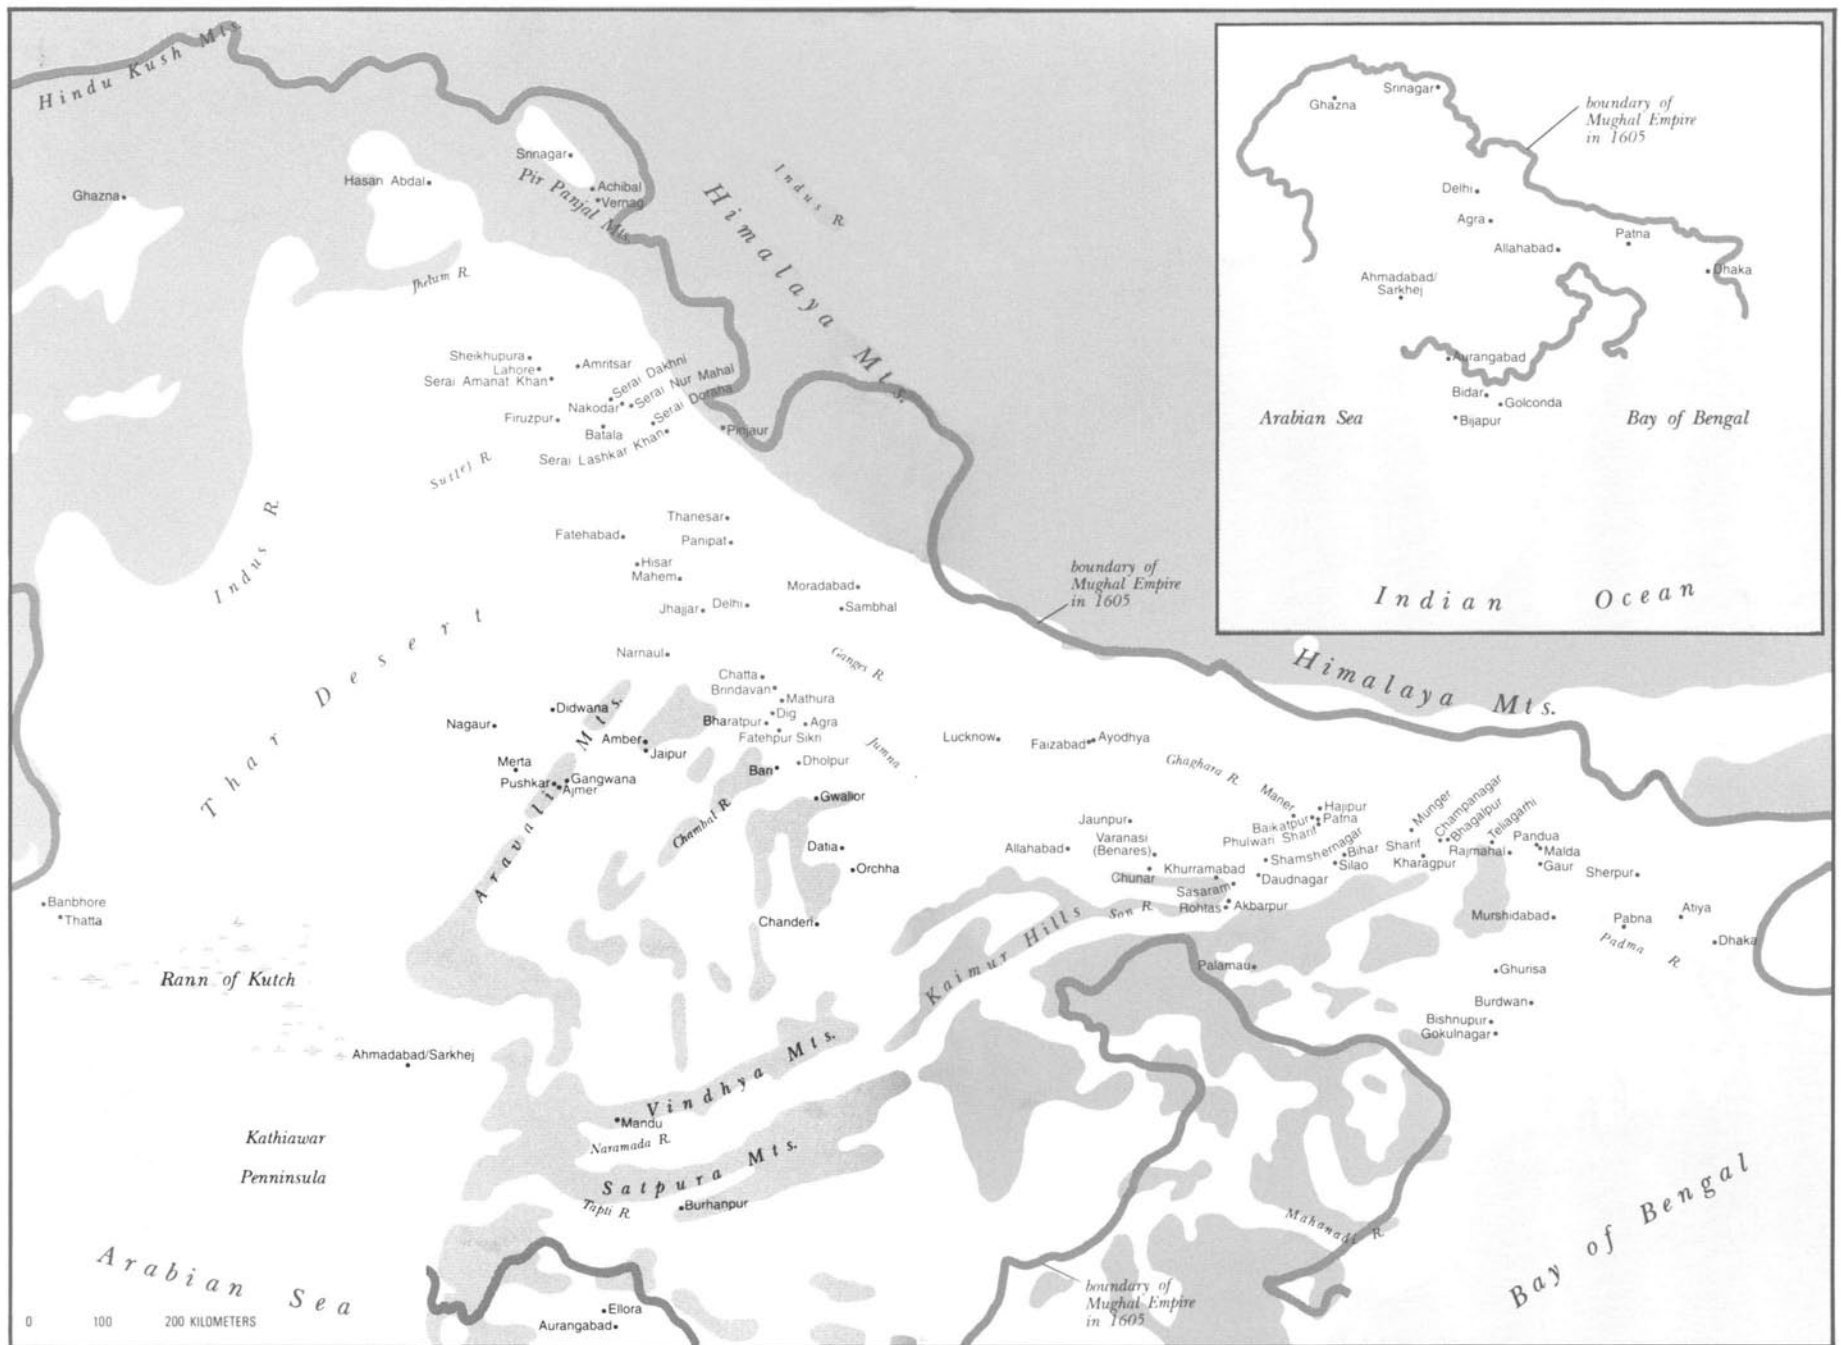 Hindu Kush Mts.
Ghazna
Hasan Abdal
Srinagar
Achibal
Vernag
Pir Panjal Mts.
Himalaya Mts.
Indus R.
Jhelum R.
Sheikhupura
Lahore
Serai Amanat Khan
Amritsar
Serai Dakhni
Serai Nur Mahal
Nakodar
Serai Doraha
Firuzpur
Batala
Serai Lashkar Khan
Pinjaur
Sutlej R.
Indus R.
Thanesar
Fatehabad
Panipat
Hisar
Mahem
Moradabad
Jhajjar
Delhi
Sambhal
boundary of
Mughal Empire
in 1605
Thar Desert
Narnaul
Ganges R.
Chatta
Brindavan
Mathura
Didwana
Dig
Nagaur
Bharatpur
Agra
Fatehpur Sikri
Amber
Jaipur
Jumna
Merta
Bari
Dholpur
Pushkar
Gangwana
Ajmer
Aravalli Mts.
Gwalior
Chambal R.
Datia
Orchha
Chanderi
Lucknow
Faizabad
Ayodhya
Ghaghara R.
Himalaya Mts.
Jaunpur
Allahabad
Varanasi
(Benares)
Chunar
Khurramabad
Sasaram
Rohtas
Akbarpur
Son R.
Kaimur Hills
Maner
Hajipur
Baikatpur
Patna
Phulwari Sharif
Shamshernagar
Daudnagar
Bihar Sharif
Silao
Munger
Champanagar
Bhagalpur
Kharagpur
Teliagarhi
Rajmahal
Pandua
Malda
Gaur
Sherpur
Murshidabad
Pabna
Atiya
Padma R.
Dhaka
Palamau
Ghurisa
Burdwan
Bishnupur
Gokulnagar
Banbhore
Thatta
Rann of Kutch
Ahmadabad/Sarkhej
Vindhya Mts.
Mandu
Naramada R.
Kathiawar
Penninsula
Satpura Mts.
Tapti R.
Burhanpur
Mahanadi R.
Arabian Sea
Bay of Bengal
boundary of
Mughal Empire
in 1605
Ellora
Aurangabad
0 100 200 KILOMETERS
Ghazna
Srinagar
boundary of
Mughal Empire
in 1605
Delhi
Agra
Allahabad
Patna
Dhaka
Ahmadabad/
Sarkhej
Aurangabad
Bidar
Golconda
Bijapur
Arabian Sea
Bay of Bengal
Indian Ocean